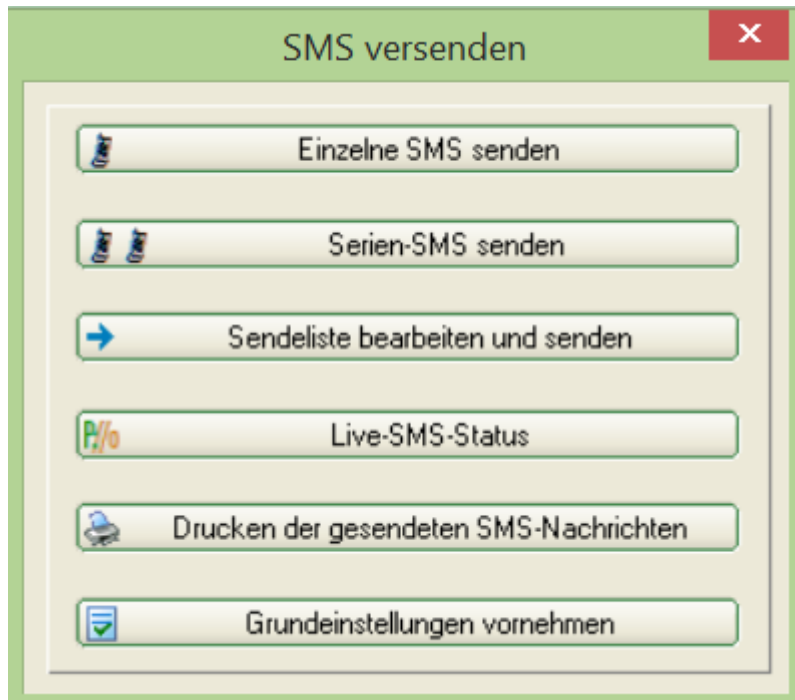 SMS versenden
Einzelne SMS senden
Serien-SMS senden
Sendeliste bearbeiten und senden
Live-SMS-Status
Drucken der gesendeten SMS-Nachrichten
Grundeinstellungen vornehmen